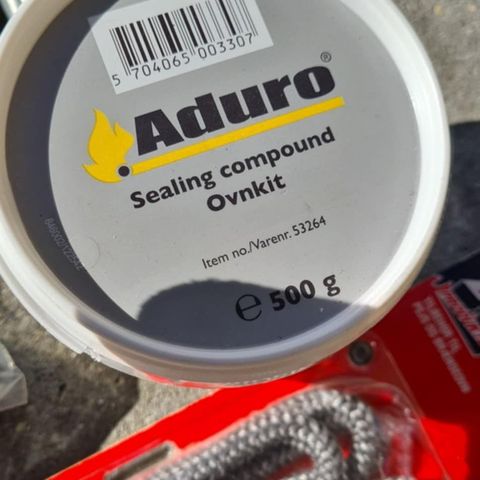 5 704065 003307
Aduro®
Sealing compound
Ovnkit
Item no./Varenr. 53264
℮ 500 g